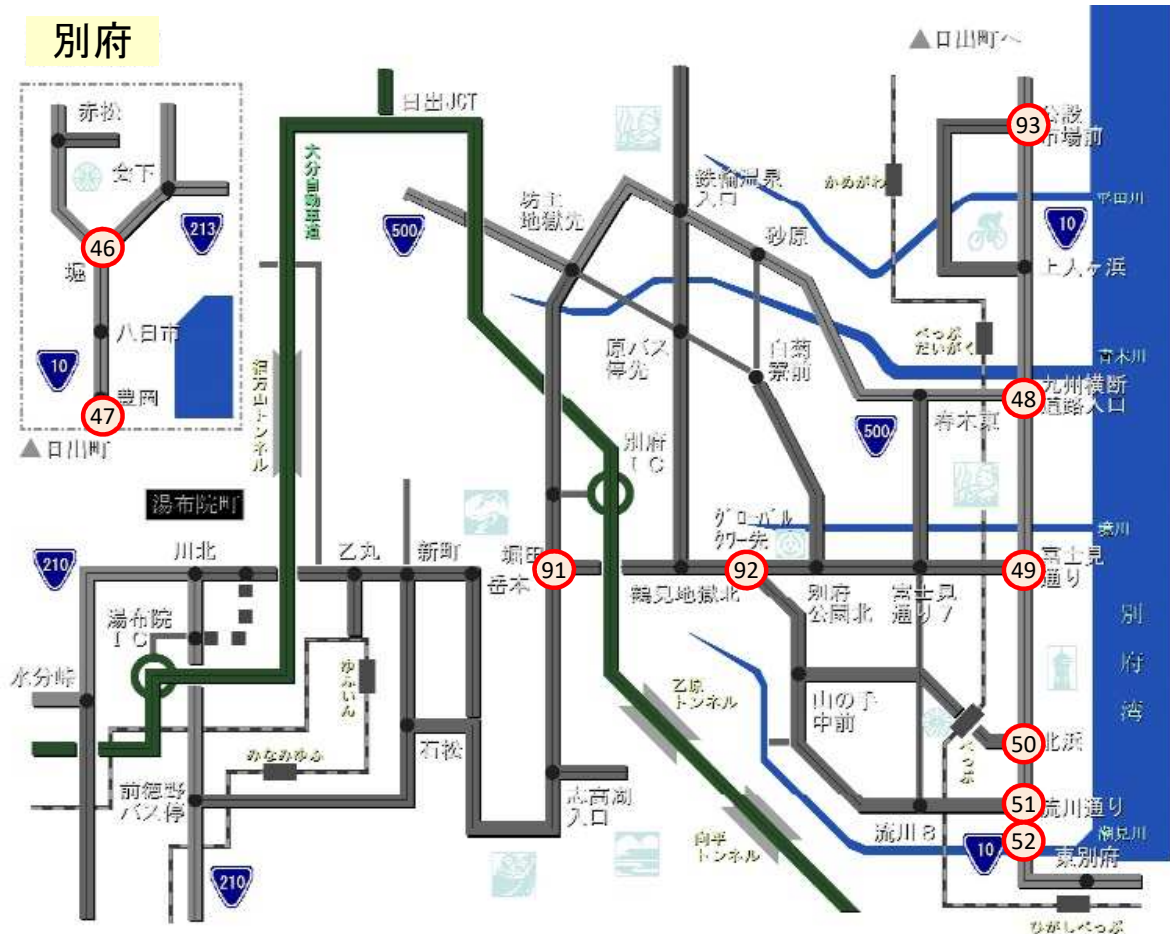 別府
▲日出町へ
赤松
会下
213
46
堀
八日市
10
豊岡
47
▲日出町
日出JCT
大分自動車道
500
坊主
地獄先
鉄輪温泉
入口
砂原
かめがわ
93
公設
市場前
平田川
10
上人ヶ浜
べっぷ
だいがく
原バス
停先
白菊
寮前
青木川
48
九州横断
道路入口
500
春木東
別府
IC
境川
湯布院町
210
川北
乙丸
新町
堀田
岳本
91
グローバル
タワー先
92
鶴見地獄北
別府
公園北
富士見
通り7
49
富士見
通り
湯布院
IC
水分峠
ゆふいん
みなみゆふ
石松
前徳野
バス停
210
志高湖
入口
乙原
トンネル
向平
トンネル
山の手
中前
べっぷ
50
北浜
51
流川通り
流川8
52
10
東別府
ひがしべっぷ
別府湾